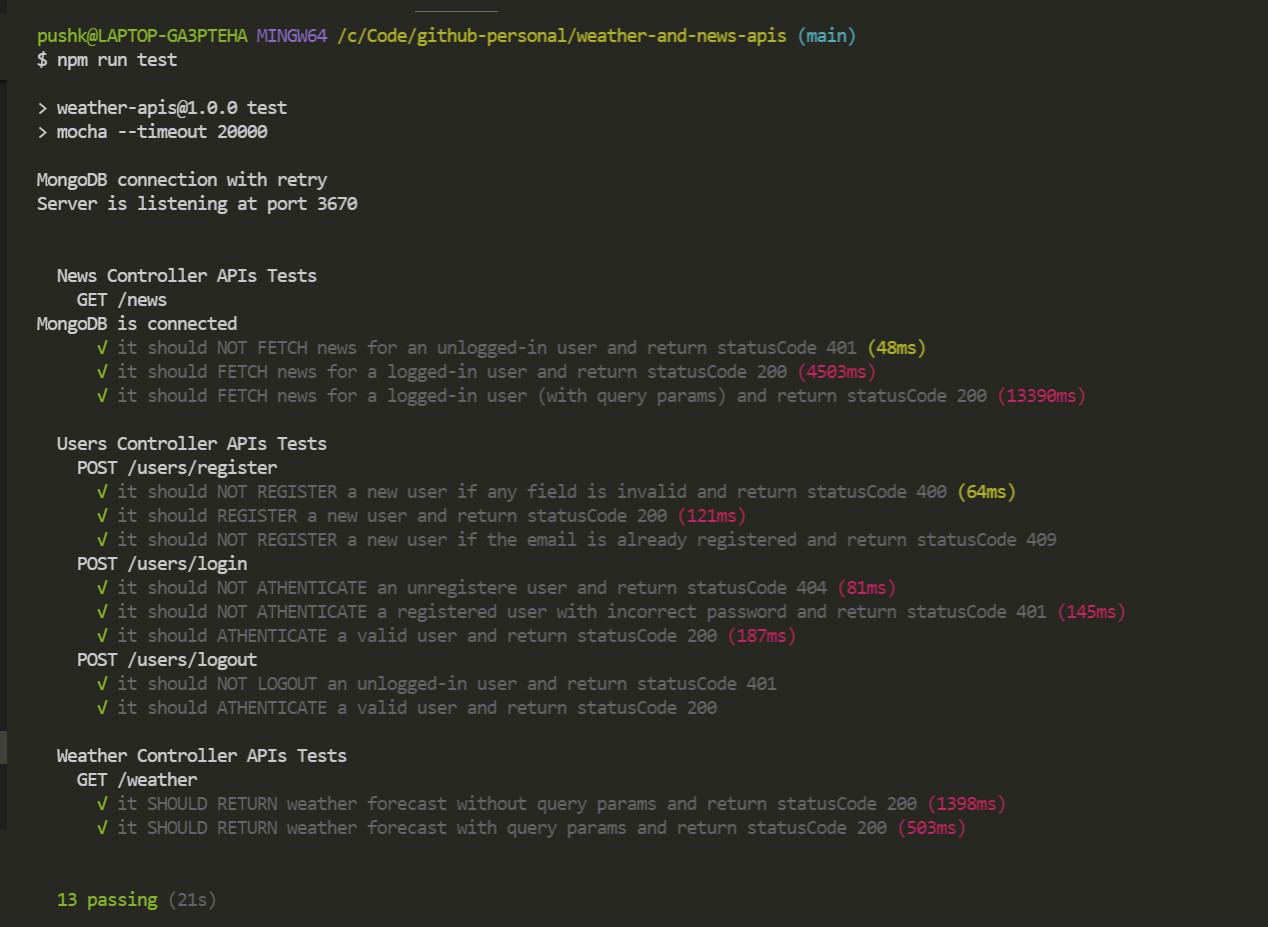 pushk@LAPTOP-GA3PTEHA MINGW64 /c/Code/github-personal/weather-and-news-apis (main)
$ npm run test
> weather-apis@1.0.0 test
> mocha --timeout 20000
MongoDB connection with retry
Server is listening at port 3670
News Controller APIs Tests
GET /news
MongoDB is connected
√ it should NOT FETCH news for an unlogged-in user and return statusCode 401 (48ms)
√ it should FETCH news for a logged-in user and return statusCode 200 (4503ms)
√ it should FETCH news for a logged-in user (with query params) and return statusCode 200 (13390ms)
Users Controller APIs Tests
POST /users/register
√ it should NOT REGISTER a new user if any field is invalid and return statusCode 400 (64ms)
√ it should REGISTER a new user and return statusCode 200 (121ms)
√ it should NOT REGISTER a new user if the email is already registered and return statusCode 409
POST /users/login
√ it should NOT ATHENTICATE an unregistere user and return statusCode 404 (81ms)
√ it should NOT ATHENTICATE a registered user with incorrect password and return statusCode 401 (145ms)
√ it should ATHENTICATE a valid user and return statusCode 200 (187ms)
POST /users/logout
√ it should NOT LOGOUT an unlogged-in user and return statusCode 401
√ it should ATHENTICATE a valid user and return statusCode 200
Weather Controller APIs Tests
GET /weather
√ it SHOULD RETURN weather forecast without query params and return statusCode 200 (1398ms)
√ it SHOULD RETURN weather forecast with query params and return statusCode 200 (503ms)
13 passing (21s)